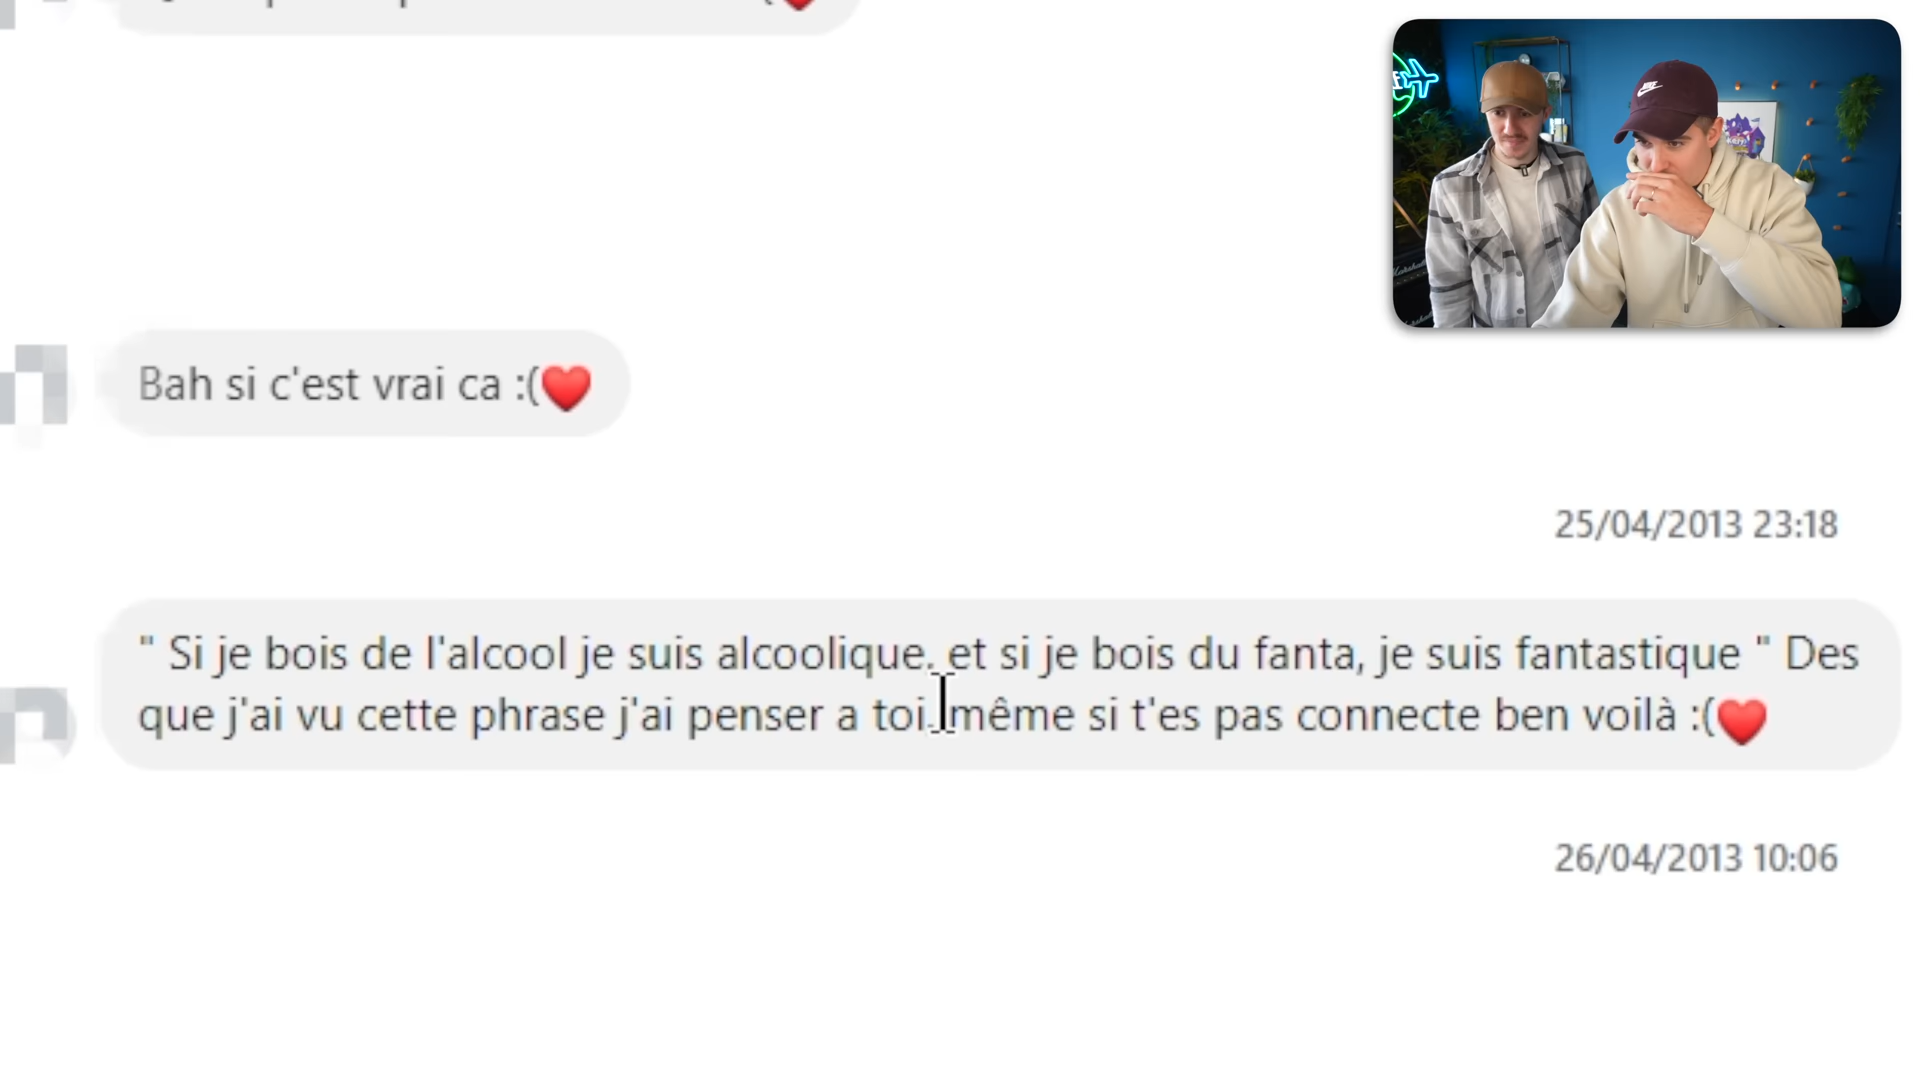 Bah si c'est vrai ca :(❤️
25/04/2013 23:18
" Si je bois de l'alcool je suis alcoolique. et si je bois du fanta, je suis fantastique " Des
que j'ai vu cette phrase j'ai penser a toi. même si t'es pas connecte ben voilà :(❤️
26/04/2013 10:06